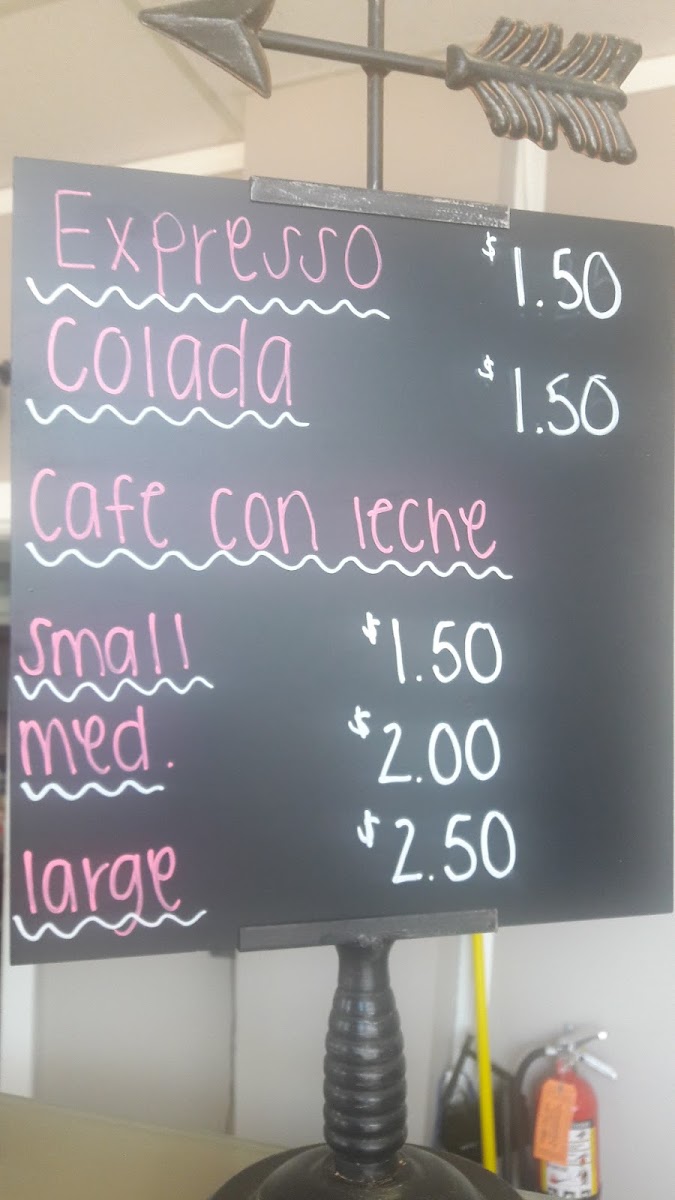 Expresso $1.50
Colada $1.50
Cafe con leche
small $1.50
med. $2.00
large $2.50